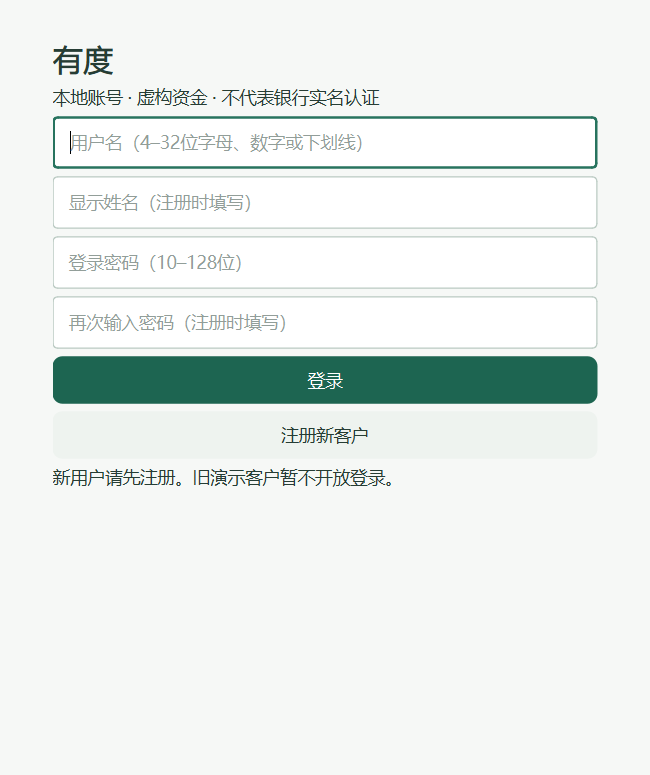 有度
本地账号 · 虚构资金 · 不代表银行实名认证
用户名（4–32位字母、数字或下划线）
显示姓名（注册时填写）
登录密码（10–128位）
再次输入密码（注册时填写）
登录
注册新客户
新用户请先注册。旧演示客户暂不开放登录。